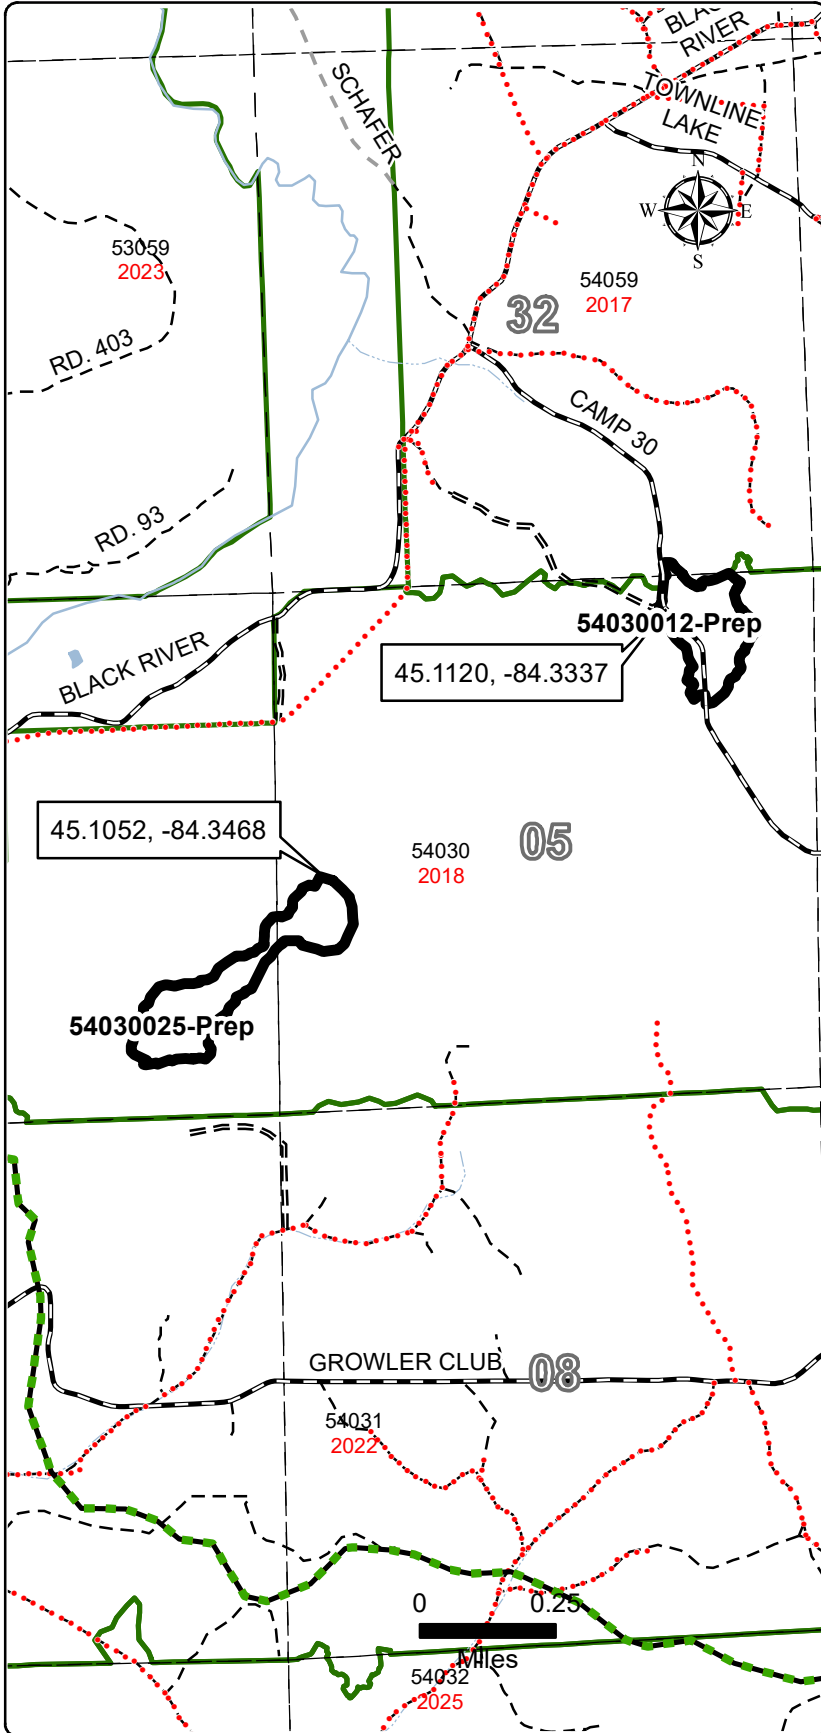 BLACK
RIVER
SCHAFER
TOWNLINE
LAKE
N
W
E
S
53059
2023
54059
2017
32
RD. 403
CAMP 30
RD. 93
54030012-Prep
BLACK RIVER
45.1120, -84.3337
45.1052, -84.3468
54030
2018
05
54030025-Prep
GROWLER CLUB
08
54031
2022
0
0.25
Miles
54032
2025